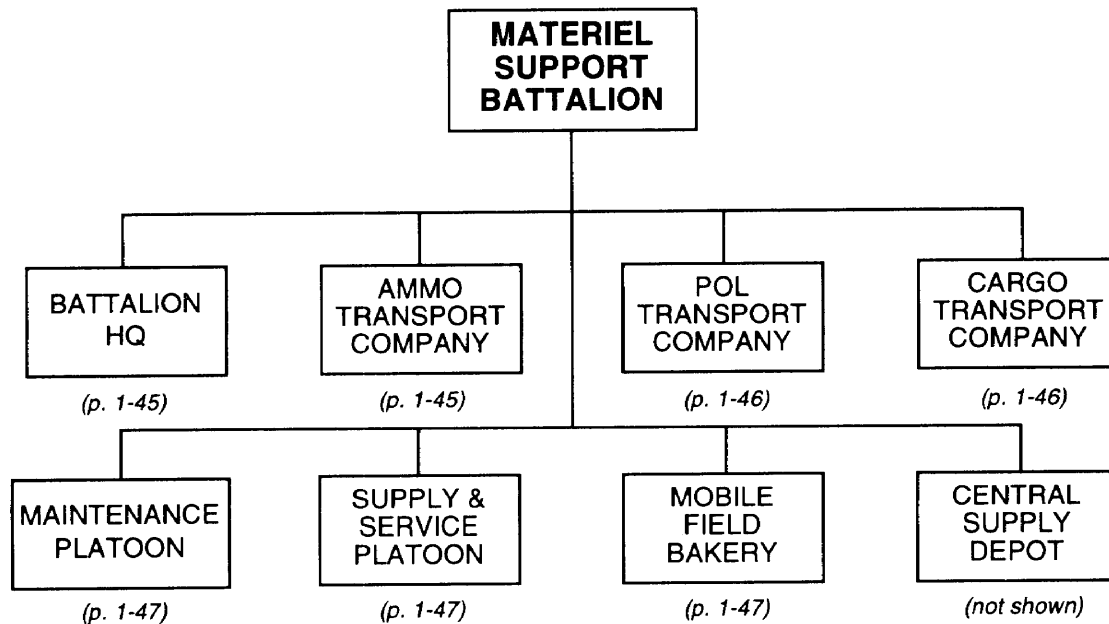 MATERIEL
SUPPORT
BATTALION
BATTALION
HQ
(p. 1-45)
AMMO
TRANSPORT
COMPANY
(p. 1-45)
POL
TRANSPORT
COMPANY
(p. 1-46)
CARGO
TRANSPORT
COMPANY
(p. 1-46)
MAINTENANCE
PLATOON
(p. 1-47)
SUPPLY &
SERVICE
PLATOON
(p. 1-47)
MOBILE
FIELD
BAKERY
(p. 1-47)
CENTRAL
SUPPLY
DEPOT
(not shown)